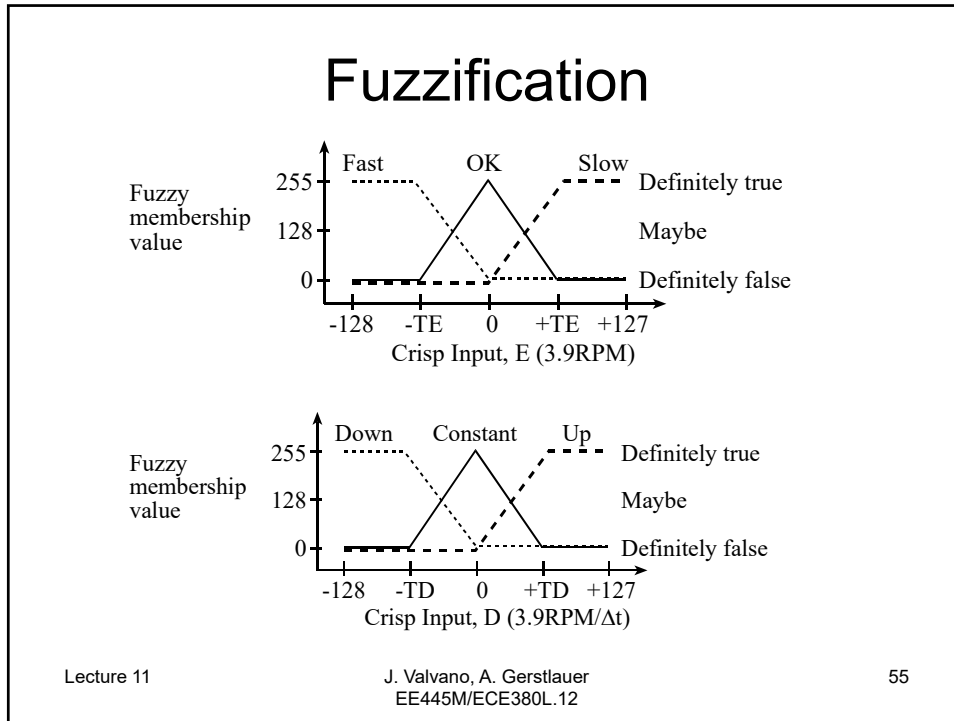 Fuzzification
Fast OK Slow
Fuzzy
membership
value
255
128
0
Definitely true
Maybe
Definitely false
-128 -TE 0 +TE +127
Crisp Input, E (3.9RPM)
Down Constant Up
Fuzzy
membership
value
255
128
0
Definitely true
Maybe
Definitely false
-128 -TD 0 +TD +127
Crisp Input, D (3.9RPM/Δt)
Lecture 11
J. Valvano, A. Gerstlauer
EE445M/ECE380L.12
55